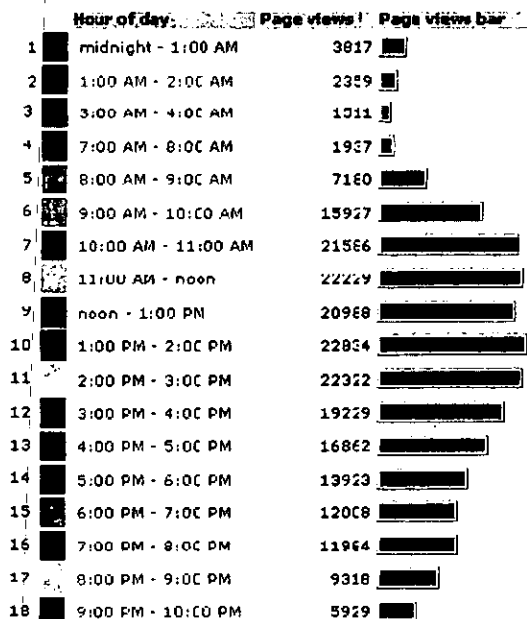 Hour of day Page views Page views bar
1 midnight - 1:00 AM 3817
2 1:00 AM - 2:00 AM 2359
3 3:00 AM - 4:00 AM 1011
4 7:00 AM - 8:00 AM 1937
5 8:00 AM - 9:00 AM 7180
6 9:00 AM - 10:00 AM 15927
7 10:00 AM - 11:00 AM 21586
8 11:00 AM - noon 22229
9 noon - 1:00 PM 20988
10 1:00 PM - 2:00 PM 22834
11 2:00 PM - 3:00 PM 22322
12 3:00 PM - 4:00 PM 19229
13 4:00 PM - 5:00 PM 16862
14 5:00 PM - 6:00 PM 13923
15 6:00 PM - 7:00 PM 12008
16 7:00 PM - 8:00 PM 11964
17 8:00 PM - 9:00 PM 9318
18 9:00 PM - 10:00 PM 5929